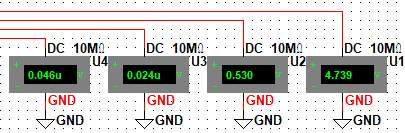 DC 10MΩ DC 10MΩ DC 10MΩ DC 10MΩ
U4 U3 U2 U1
+ 0.046u V + 0.024u V + 0.530 V + 4.739 V
GND GND GND GND
GND GND GND GND